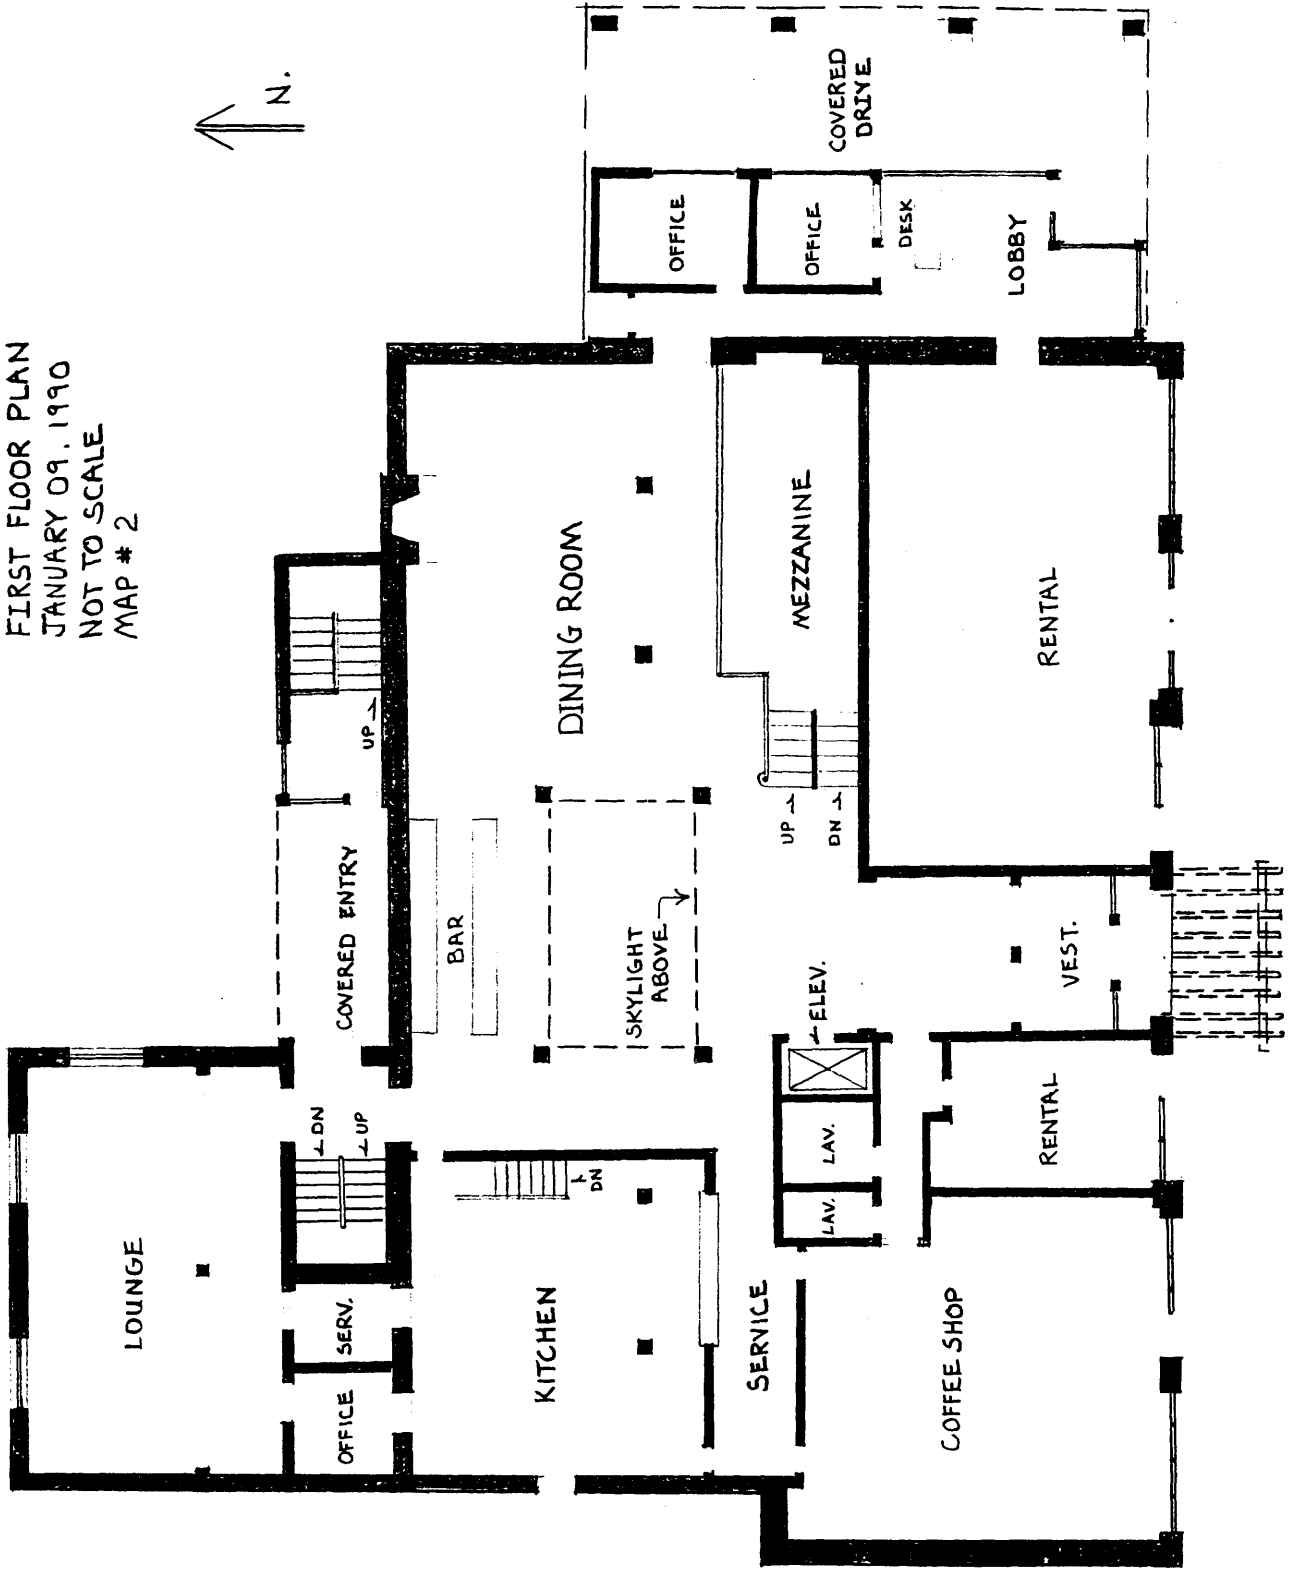 FIRST FLOOR PLAN
JANUARY 09, 1990
NOT TO SCALE
MAP # 2
N.
LOUNGE
OFFICE
SERV.
DN
UP
COVERED ENTRY
UP
KITCHEN
DN
BAR
DINING ROOM
SKYLIGHT
ABOVE
SERVICE
LAV.
LAV.
ELEV.
UP
DN
MEZZANINE
OFFICE
OFFICE
DESK
LOBBY
COVERED
DRIVE
COFFEE SHOP
RENTAL
VEST.
RENTAL